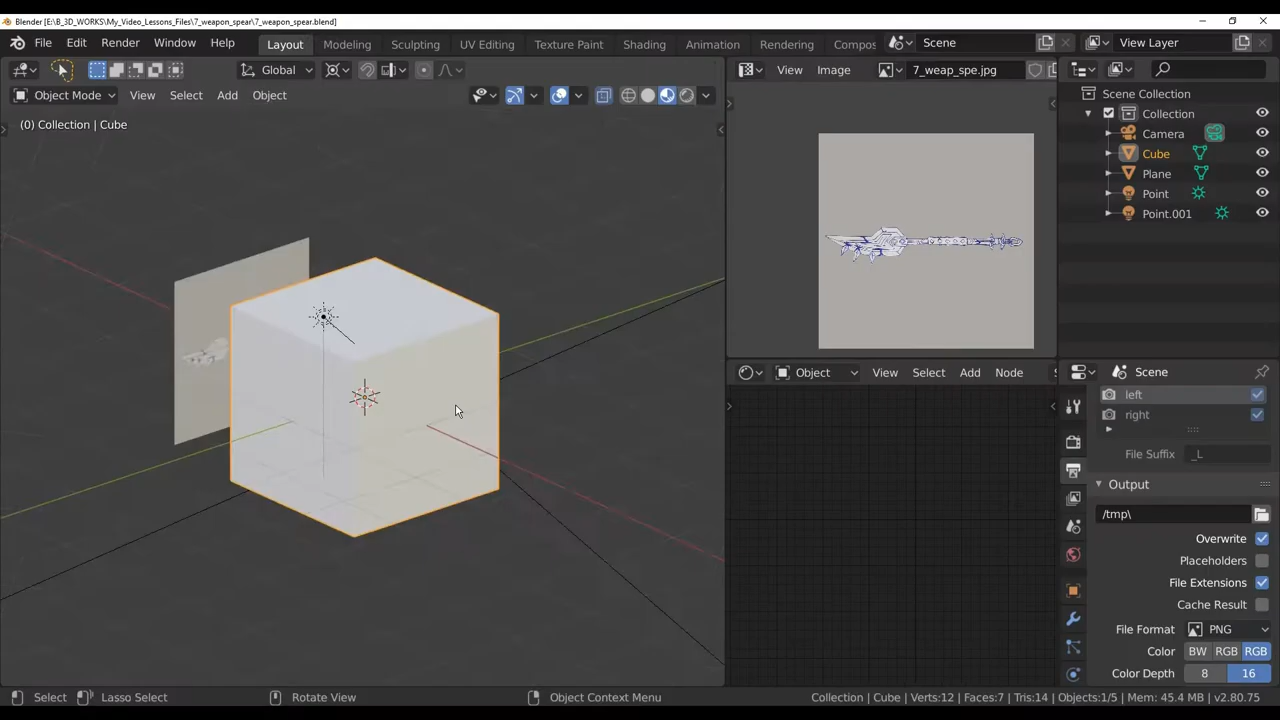 Blender [E:\B_3D_WORKS\My_Video_Lessons_Files\7_weapon_spear\7_weapon_spear.blend]
File Edit Render Window Help Layout Modeling Sculpting UV Editing Texture Paint Shading Animation Rendering Compos Scene View Layer
Global View Image 7_weap_spe.jpg
Object Mode View Select Add Object
(0) Collection | Cube
Scene Collection
Collection
Camera
Cube
Plane
Point
Point.001
Object View Select Add Node Scene
left
right
File Suffix _L
Output
/tmp\
Overwrite
Placeholders
File Extensions
Cache Result
File Format PNG
Color BW RGB RGB
Color Depth 8 16
Select Lasso Select Rotate View Object Context Menu Collection | Cube | Verts:12 | Faces:7 | Tris:14 | Objects:1/5 | Mem: 45.4 MB | v2.80.75